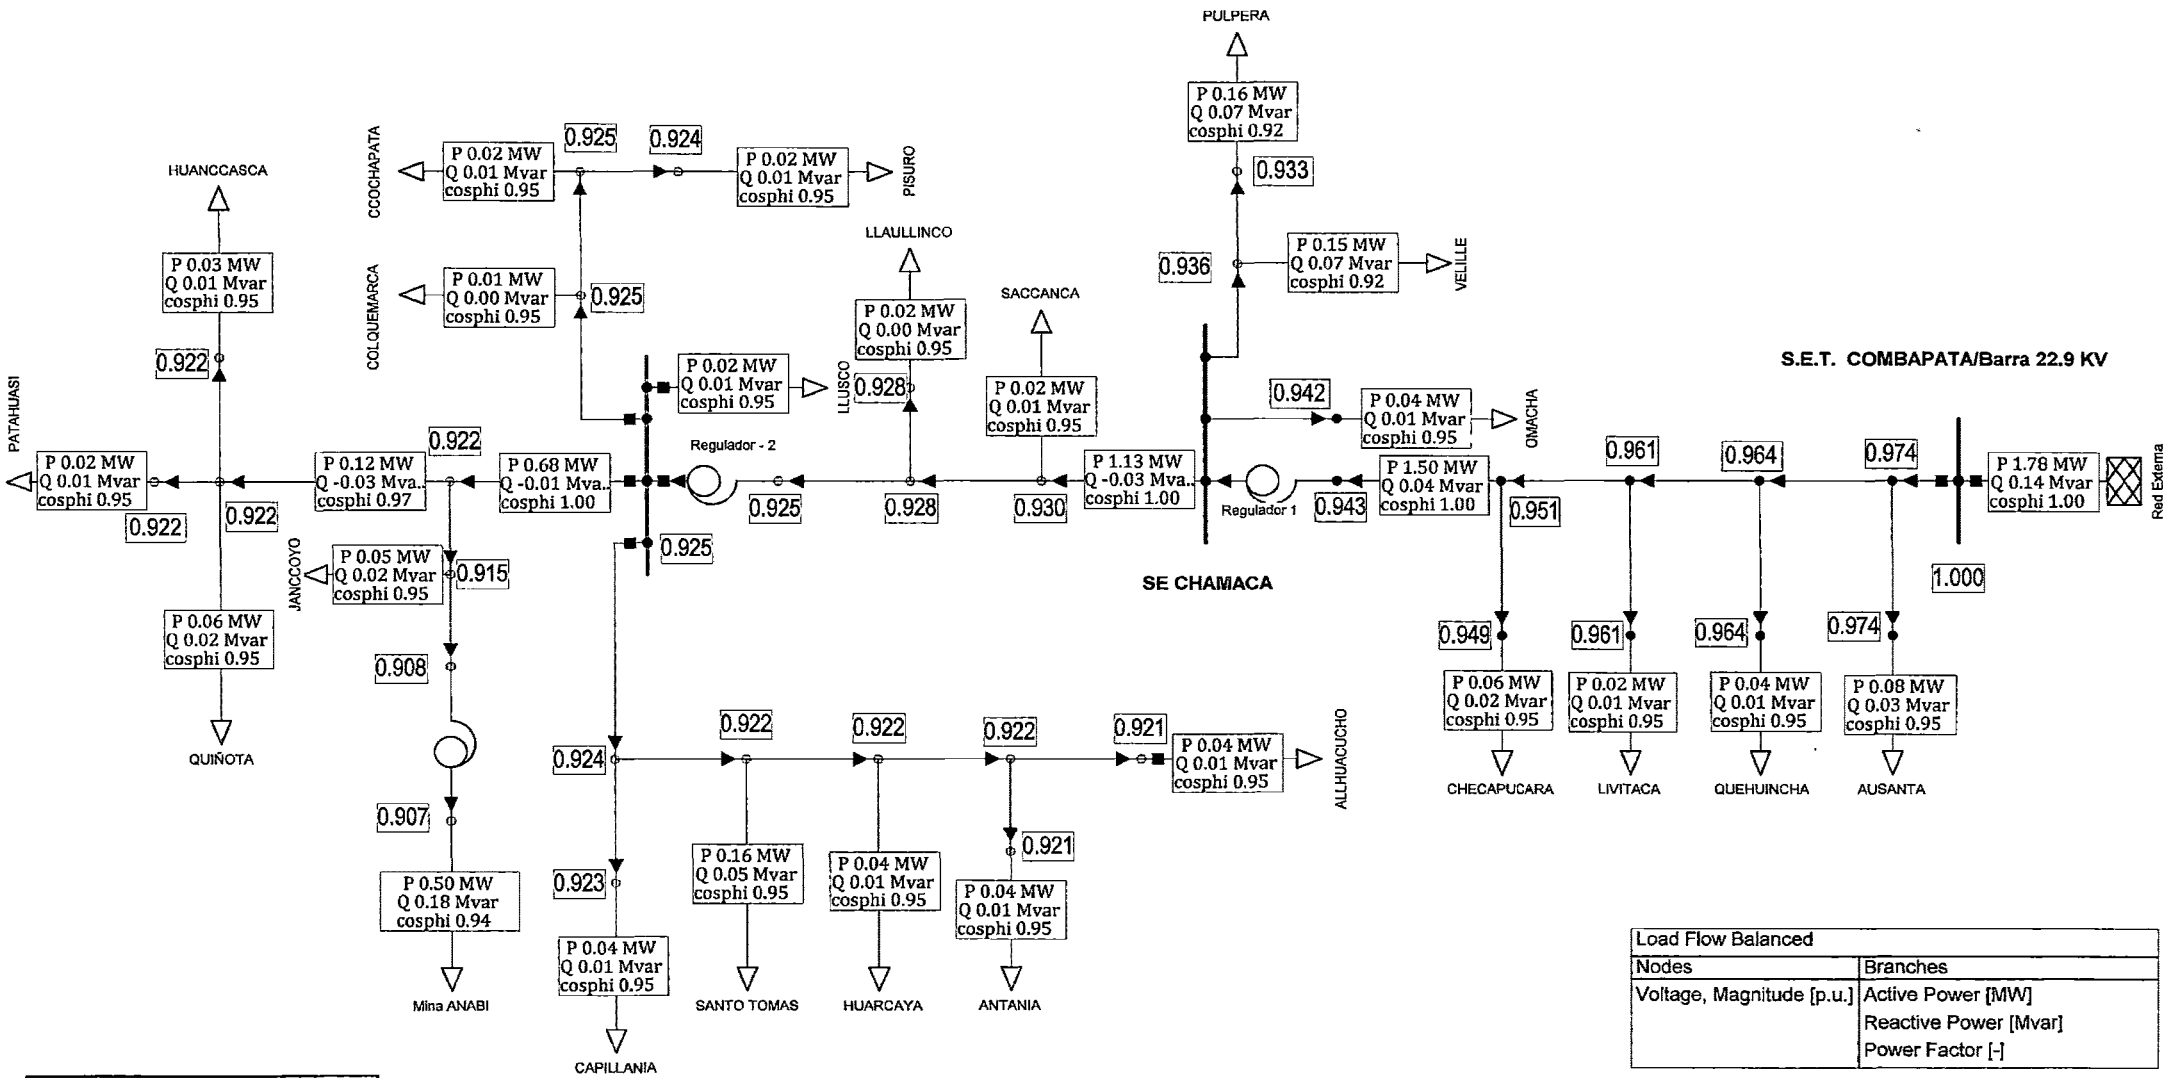 PULPERA
P 0.16 MW
Q 0.07 Mvar
cosphi 0.92
0.933
0.936
P 0.15 MW
Q 0.07 Mvar
cosphi 0.92
VELILLE
CCOCHAPATA
P 0.02 MW
Q 0.01 Mvar
cosphi 0.95
0.925
0.924
P 0.02 MW
Q 0.01 Mvar
cosphi 0.95
PISURO
HUANCCASCA
P 0.03 MW
Q 0.01 Mvar
cosphi 0.95
0.922
COLQUEMARCA
P 0.01 MW
Q 0.00 Mvar
cosphi 0.95
0.925
LLAULLINCO
P 0.02 MW
Q 0.00 Mvar
cosphi 0.95
0.928
SACCANCA
P 0.02 MW
Q 0.01 Mvar
cosphi 0.95
P 0.02 MW
Q 0.01 Mvar
cosphi 0.95
LLUSCO
S.E.T. COMBAPATA/Barra 22.9 KV
0.942
P 0.04 MW
Q 0.01 Mvar
cosphi 0.95
OMACHA
PATAHUASI
P 0.02 MW
Q 0.01 Mvar
cosphi 0.95
0.922
0.922
P 0.12 MW
Q -0.03 Mva..
cosphi 0.97
0.922
P 0.68 MW
Q -0.01 Mva..
cosphi 1.00
Regulador - 2
0.925
0.925
0.928
0.930
P 1.13 MW
Q -0.03 Mva..
cosphi 1.00
Regulador 1
0.943
P 1.50 MW
Q 0.04 Mvar
cosphi 1.00
0.951
0.961
0.964
0.974
P 1.78 MW
Q 0.14 Mvar
cosphi 1.00
Red Externa
1.000
SE CHAMACA
JANCCOYO
P 0.05 MW
Q 0.02 Mvar
cosphi 0.95
0.915
P 0.06 MW
Q 0.02 Mvar
cosphi 0.95
QUIÑOTA
0.908
0.907
P 0.50 MW
Q 0.18 Mvar
cosphi 0.94
Mina ANABI
0.949
0.961
0.964
0.974
P 0.06 MW
Q 0.02 Mvar
cosphi 0.95
CHECAPUCARA
P 0.02 MW
Q 0.01 Mvar
cosphi 0.95
LIVITACA
P 0.04 MW
Q 0.01 Mvar
cosphi 0.95
QUEHUINCHA
P 0.08 MW
Q 0.03 Mvar
cosphi 0.95
AUSANTA
0.924
0.922
0.922
0.922
0.921
P 0.04 MW
Q 0.01 Mvar
cosphi 0.95
ALLHUACUCHO
0.923
P 0.04 MW
Q 0.01 Mvar
cosphi 0.95
CAPILLANIA
P 0.16 MW
Q 0.05 Mvar
cosphi 0.95
SANTO TOMAS
P 0.04 MW
Q 0.01 Mvar
cosphi 0.95
HUARCAYA
0.921
P 0.04 MW
Q 0.01 Mvar
cosphi 0.95
ANTANIA
Load Flow Balanced
Nodes Branches
Voltage, Magnitude [p.u.] Active Power [MW]
Reactive Power [Mvar]
Power Factor [-]